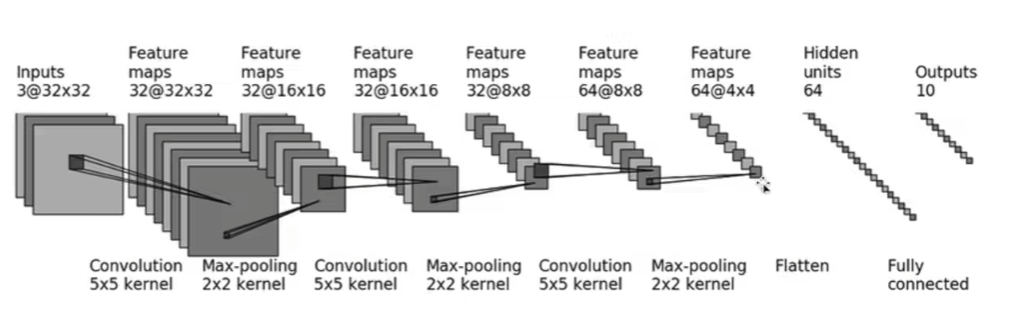 Inputs
3@32x32
Feature
maps
32@32x32
Feature
maps
32@16x16
Feature
maps
32@16x16
Feature
maps
32@8x8
Feature
maps
64@8x8
Feature
maps
64@4x4
Hidden
units
64
Outputs
10
Convolution
5x5 kernel
Max-pooling
2x2 kernel
Convolution
5x5 kernel
Max-pooling
2x2 kernel
Convolution
5x5 kernel
Max-pooling
2x2 kernel
Flatten
Fully
connected